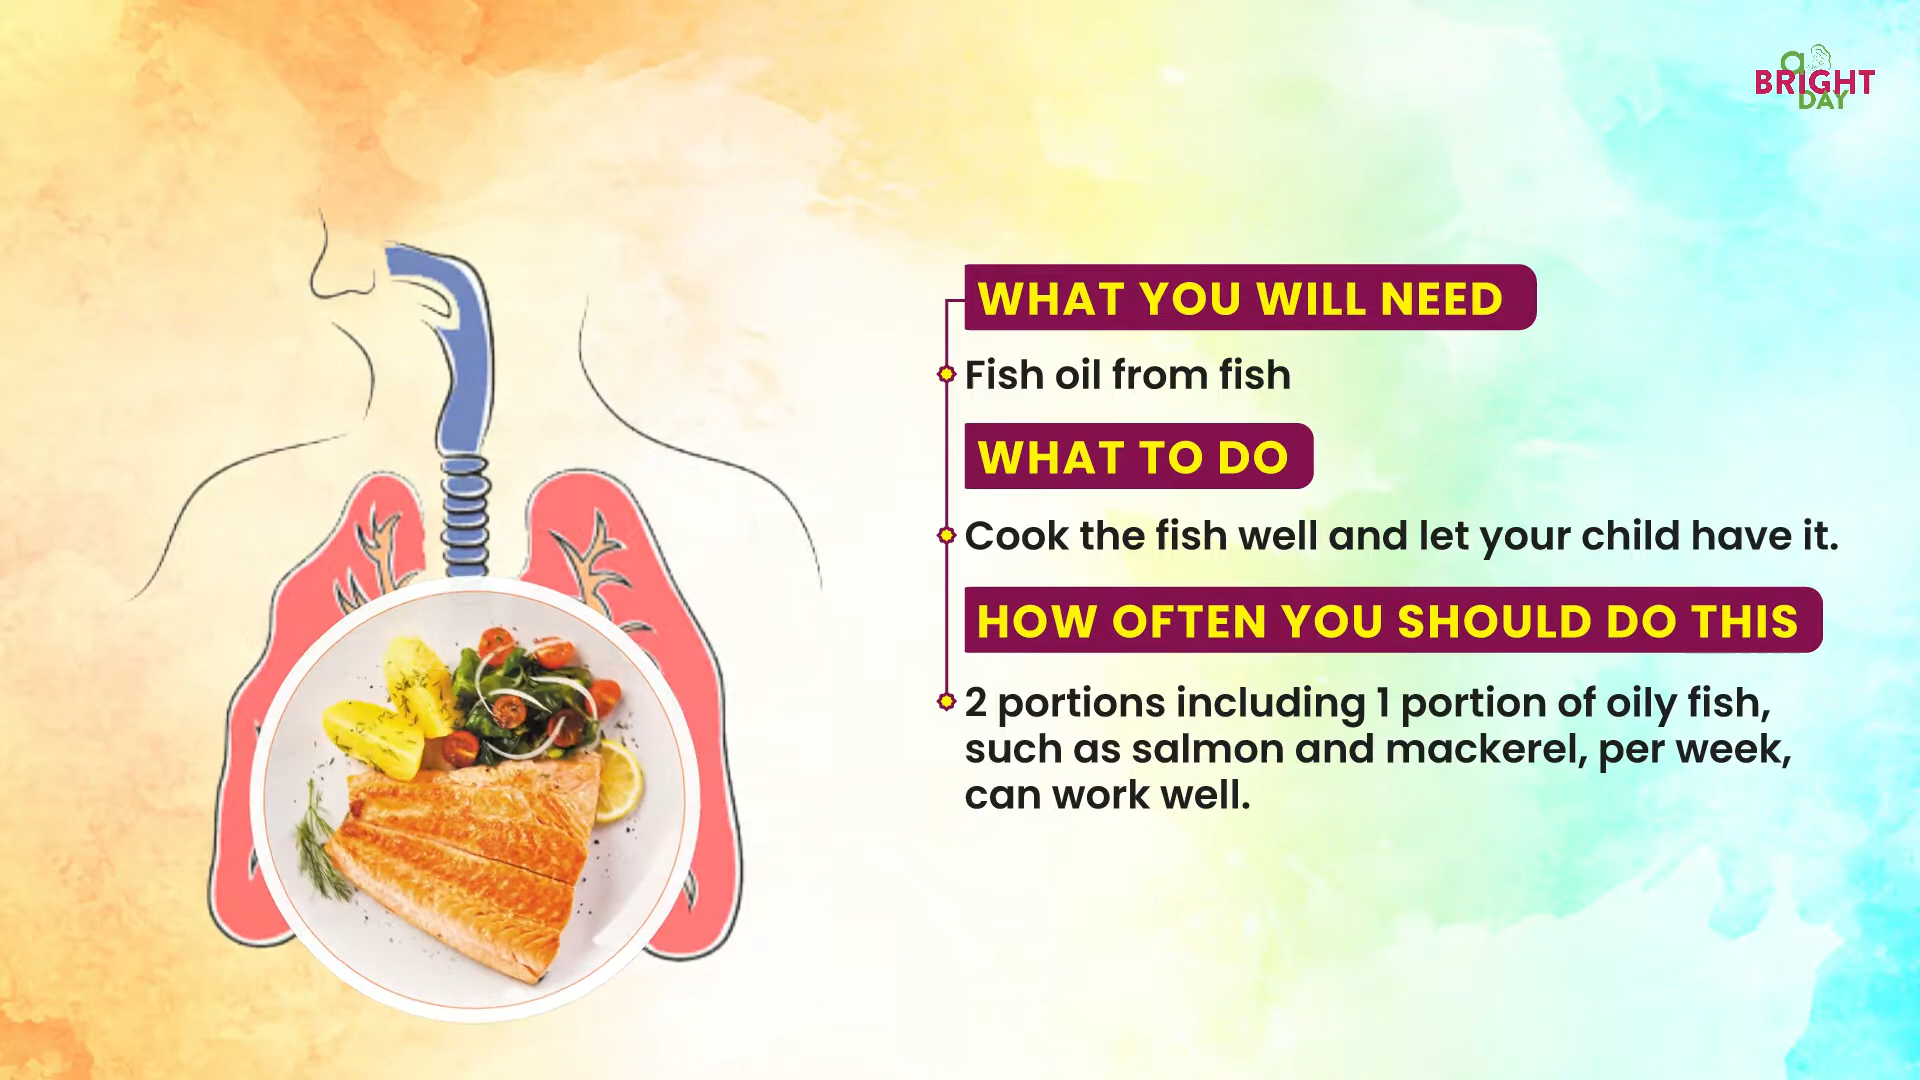 a
BRIGHT
DAY
WHAT YOU WILL NEED
Fish oil from fish
WHAT TO DO
Cook the fish well and let your child have it.
HOW OFTEN YOU SHOULD DO THIS
2 portions including 1 portion of oily fish,
such as salmon and mackerel, per week,
can work well.